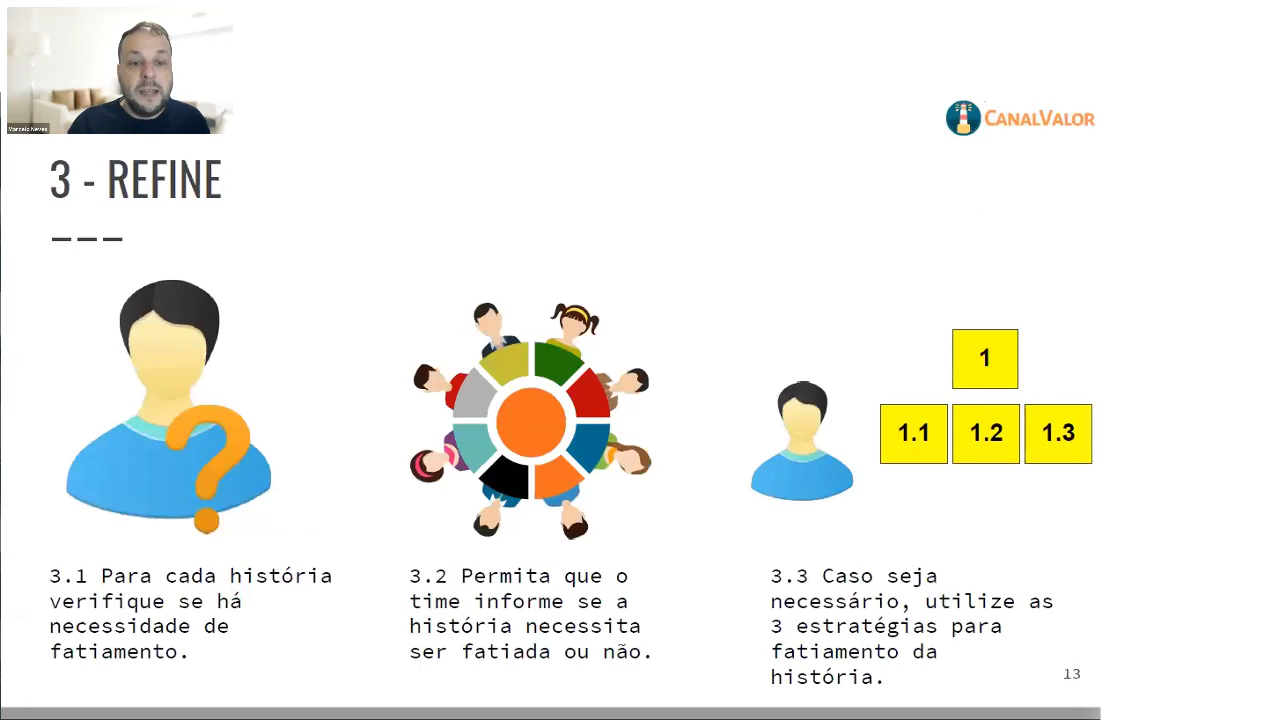 Marcelo Neves
CANALVALOR
3 - REFINE
1
1.1 1.2 1.3
3.1 Para cada história
verifique se há
necessidade de
fatiamento.
3.2 Permita que o
time informe se a
história necessita
ser fatiada ou não.
3.3 Caso seja
necessário, utilize as
3 estratégias para
fatiamento da
história.
13